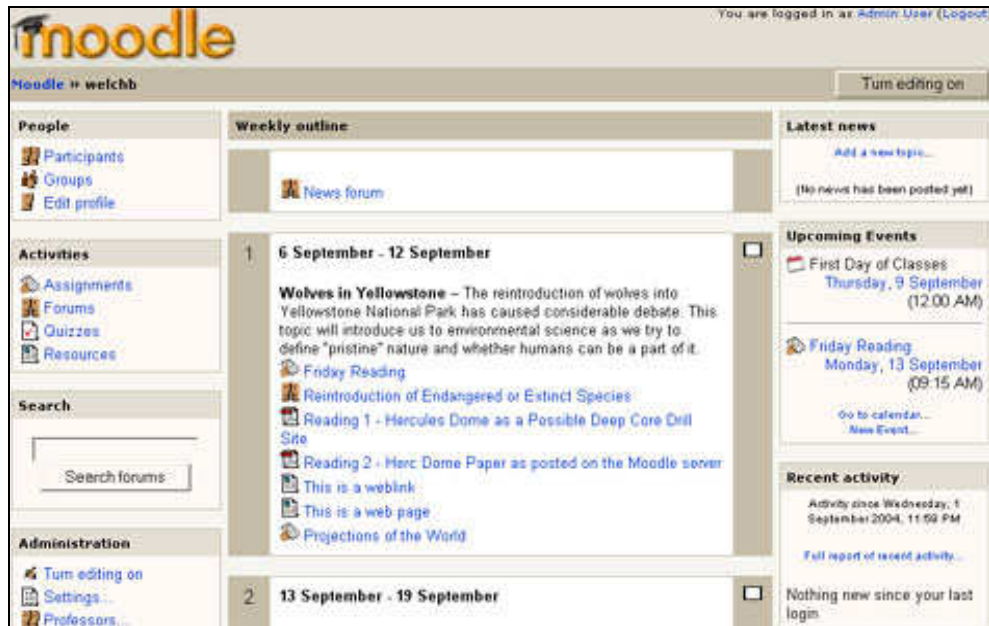 moodle
You are logged in as Admin User (Logout
Moodle » welchb
Turn editing on
People
Participants
Groups
Edit profile
Activities
Assignments
Forums
Quizzes
Resources
Search
Search forums
Administration
Turn editing on
Settings...
Professors...
Weekly outline
News forum
1
6 September - 12 September
Wolves in Yellowstone – The reintroduction of wolves into
Yellowstone National Park has caused considerable debate. This
topic will introduce us to environmental science as we try to
define "pristine" nature and whether humans can be a part of it.
Friday Reading
Reintroduction of Endangered or Extinct Species
Reading 1 - Hercules Dome as a Possible Deep Core Drill
Site
Reading 2 - Herc Dome Paper as posted on the Moodle server
This is a weblink
This is a web page
Projections of the World
2
13 September - 19 September
Latest news
Add a new topic...
(No news has been posted yet)
Upcoming Events
First Day of Classes
Thursday, 9 September
(12:00 AM)
Friday Reading
Monday, 13 September
(09:15 AM)
Go to calendar...
New Event...
Recent activity
Activity since Wednesday, 1
September 2004, 11:59 PM
Full report of recent activity...
Nothing new since your last
login